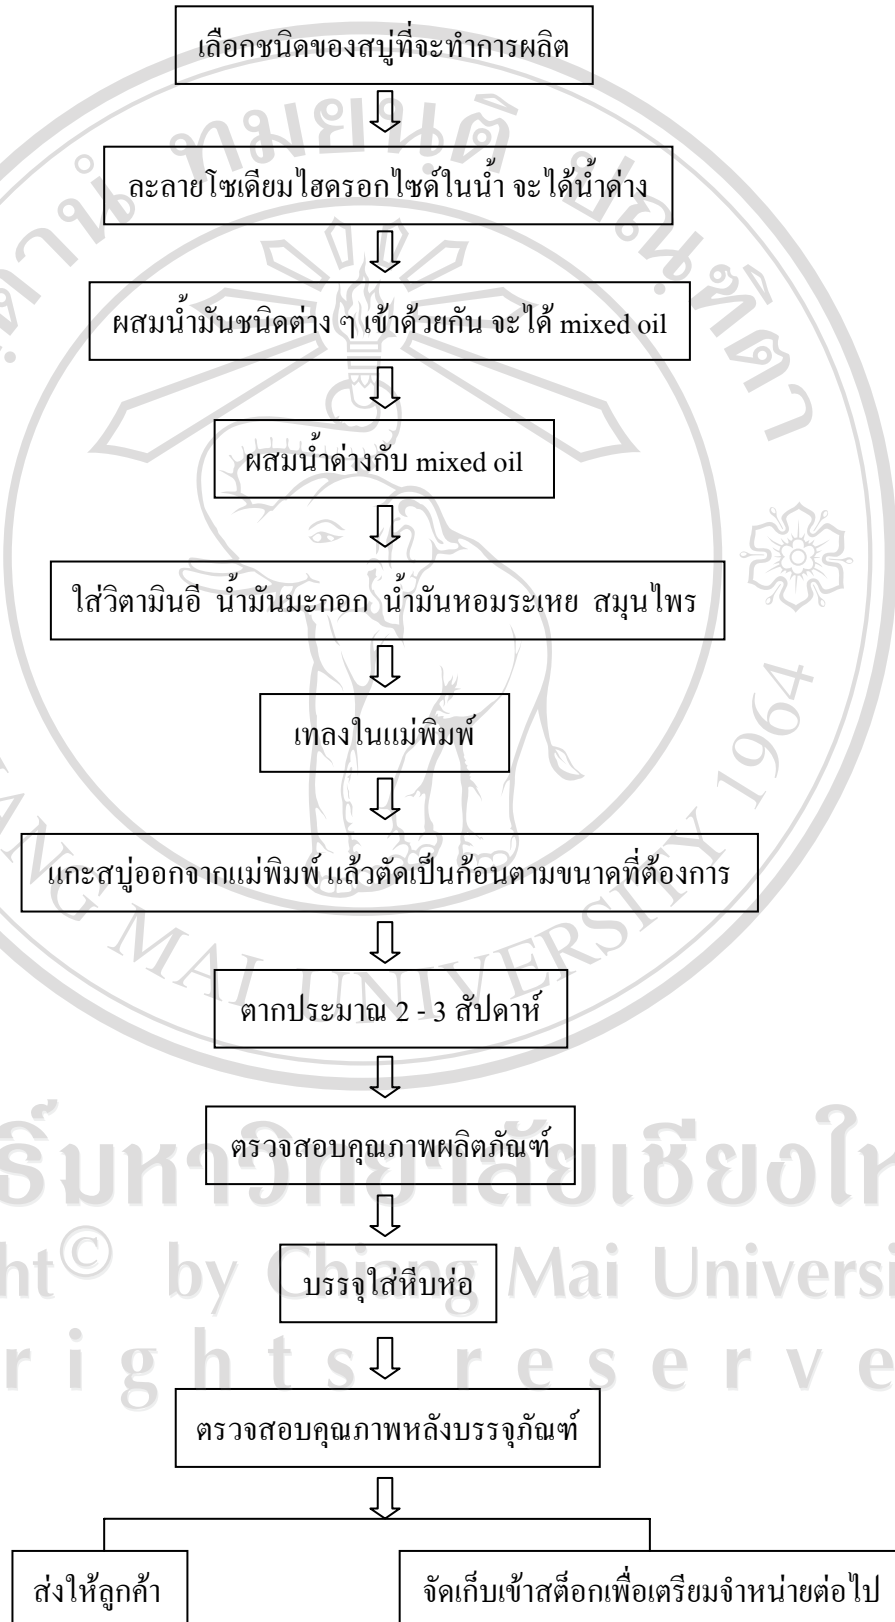 เลือกชนิดของสบู่ที่จะทำการผลิต
ละลายโซเดียมไฮดรอกไซด์ในน้ำ จะได้น้ำด่าง
ผสมน้ำมันชนิดต่าง ๆ เข้าด้วยกัน จะได้ mixed oil
ผสมน้ำด่างกับ mixed oil
ใส่วิตามินอี น้ำมันมะกอก น้ำมันหอมระเหย สมุนไพร
เทลงในแม่พิมพ์
แกะสบู่ออกจากแม่พิมพ์ แล้วตัดเป็นก้อนตามขนาดที่ต้องการ
ตากประมาณ 2 - 3 สัปดาห์
ตรวจสอบคุณภาพผลิตภัณฑ์
บรรจุใส่หีบห่อ
ตรวจสอบคุณภาพหลังบรรจุภัณฑ์
ส่งให้ลูกค้า
จัดเก็บเข้าสต็อกเพื่อเตรียมจำหน่ายต่อไป
ANG MAI UNIVERSITY 1964
ht© by Chiang Mai Universi
rights reserve